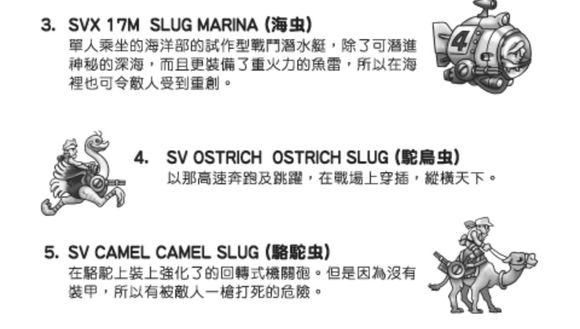 3. SVX 17M SLUG MARINA (海虫)
單人乘坐的海洋部的試作型戰鬥潛水艇，除了可潛進
神秘的深海，而且更裝備了重火力的魚雷，所以在海
裡也可令敵人受到重創。
4
4. SV OSTRICH OSTRICH SLUG (駝鳥虫)
以那高速奔跑及跳躍，在戰場上穿插，縱橫天下。
5. SV CAMEL CAMEL SLUG (駱駝虫)
在駱駝上裝上強化了的回轉式機關砲。但是因為沒有
裝甲，所以有被敵人一槍打死的危險。